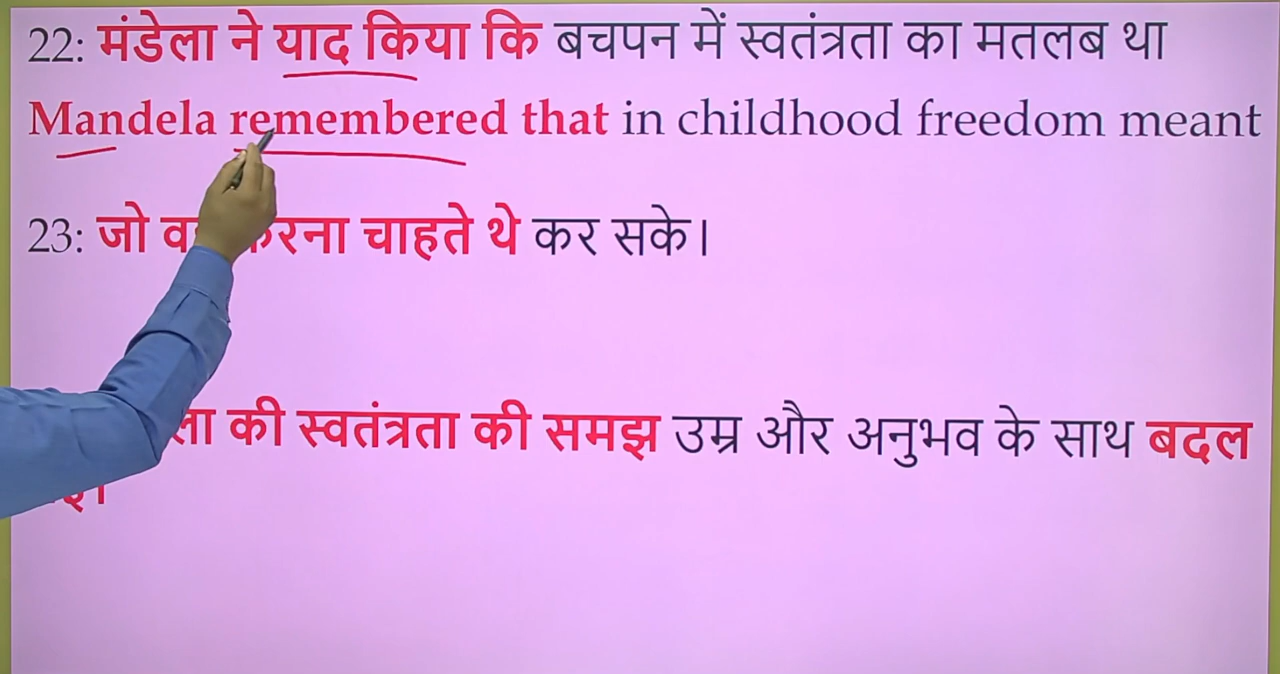 22: मंडेला ने याद किया कि बचपन में स्वतंत्रता का मतलब था
Mandela remembered that in childhood freedom meant
23: जो करना चाहते थे कर सके।
की स्वतंत्रता की समझ उम्र और अनुभव के साथ बदल